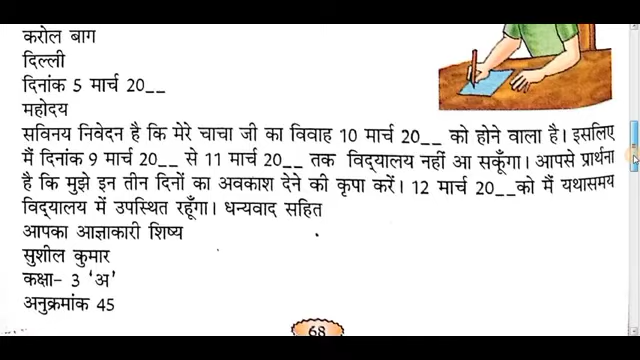 करोल बाग
दिल्ली
दिनांक 5 मार्च 20__
महोदय
सविनय निवेदन है कि मेरे चाचा जी का विवाह 10 मार्च 20__ को होने वाला है। इसलिए
मैं दिनांक 9 मार्च 20__ से 11 मार्च 20__ तक विद्यालय नहीं आ सकूँगा। आपसे प्रार्थना
है कि मुझे इन तीन दिनों का अवकाश देने की कृपा करें। 12 मार्च 20__को मैं यथासमय
विद्यालय में उपस्थित रहूँगा। धन्यवाद सहित
आपका आज्ञाकारी शिष्य
सुशील कुमार
कक्षा– 3 ‘अ’
अनुक्रमांक 45
68